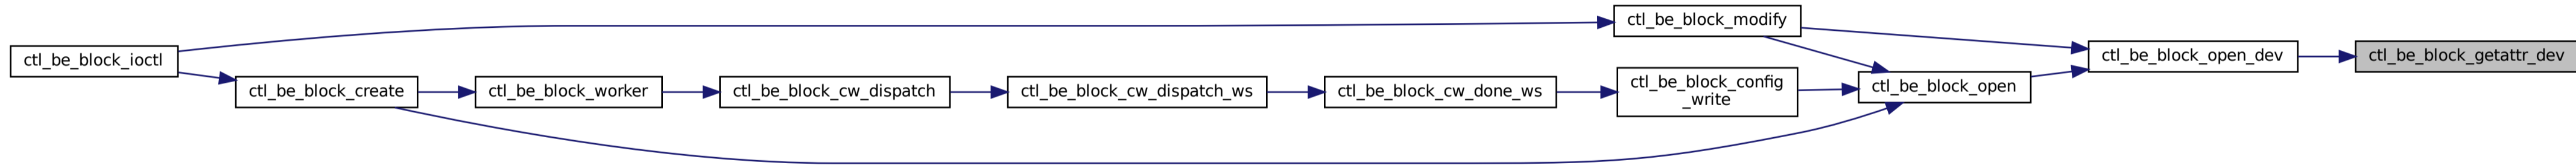 ctl_be_block_ioctl
ctl_be_block_create
ctl_be_block_worker
ctl_be_block_cw_dispatch
ctl_be_block_cw_dispatch_ws
ctl_be_block_cw_done_ws
ctl_be_block_modify
ctl_be_block_config
_write
ctl_be_block_open
ctl_be_block_open_dev
ctl_be_block_getattr_dev